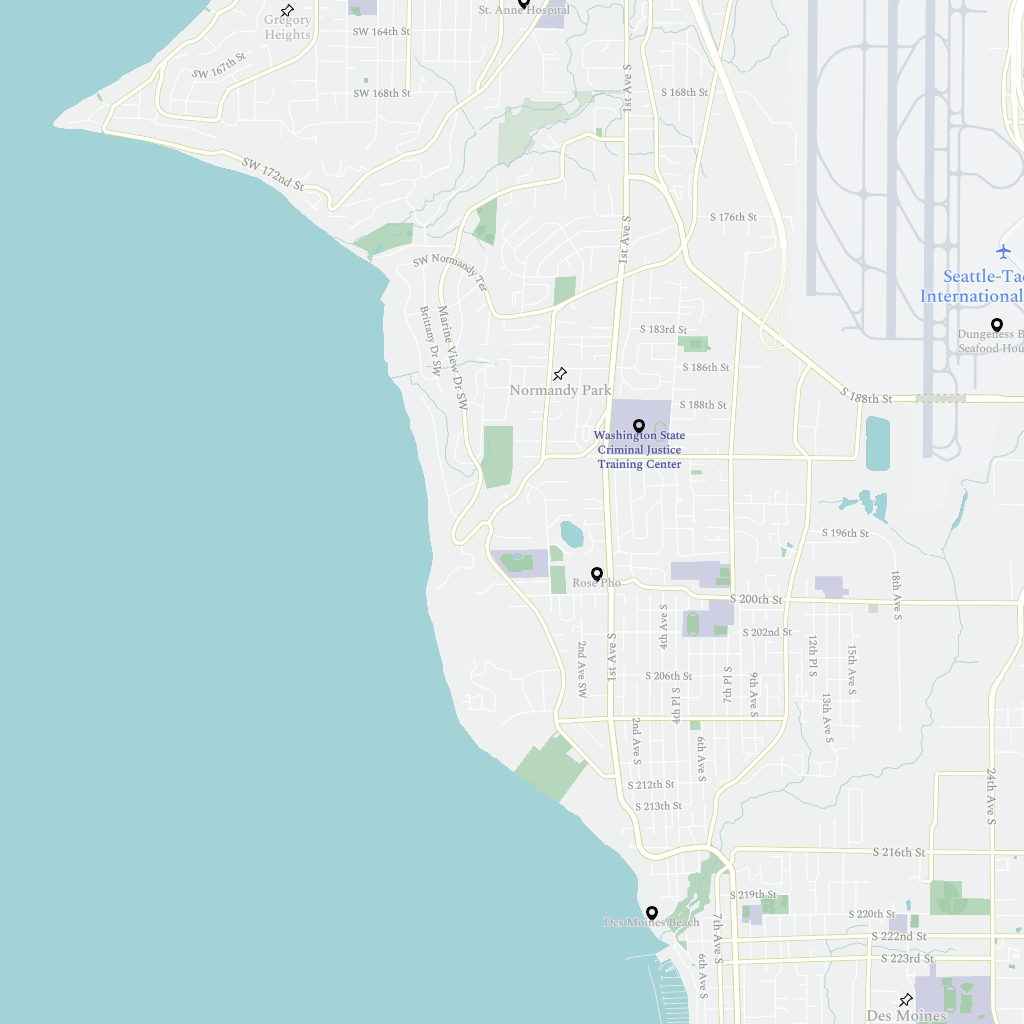 St. Anne Hospital
Gregory
Heights
SW 164th St
SW 167th St
SW 168th St
S 168th St
1st Ave S
SW 172nd St
S 176th St
1st Ave S
SW Normandy Ter
Seattle-Ta
International
Marine View Dr SW
Brittany Dr SW
S 183rd St
Dungeness B
Seafood Hou
S 186th St
Normandy Park
S 188th St
S 188th St
Washington State
Criminal Justice
Training Center
S 196th St
Rose Pho
18th Ave S
S 200th St
4th Ave S
S 202nd St
2nd Ave SW
1st Ave S
12th Pl S
15th Ave S
S 206th St
7th Pl S
9th Ave S
4th Pl S
13th Ave S
2nd Ave S
6th Ave S
S 212th St
24th Ave S
S 213th St
S 216th St
S 219th St
Des Moines Beach
7th Ave S
S 220th St
S 222nd St
S 223rd St
6th Ave S
Des Moines